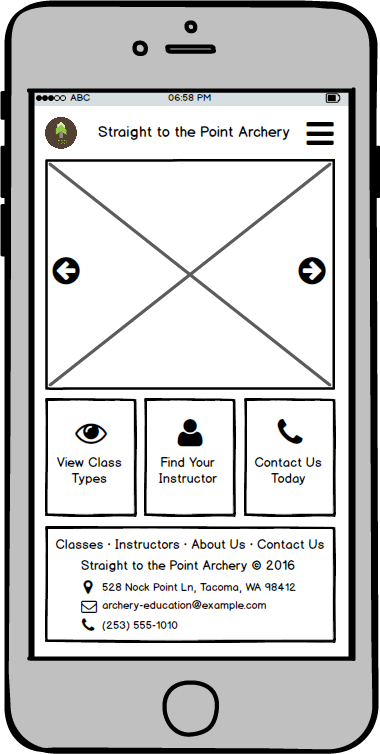 ABC 06:58 PM
Straight to the Point Archery
View Class
Types
Find Your
Instructor
Contact Us
Today
Classes · Instructors · About Us · Contact Us
Straight to the Point Archery © 2016
528 Nock Point Ln, Tacoma, WA 98412
archery-education@example.com
(253) 555-1010